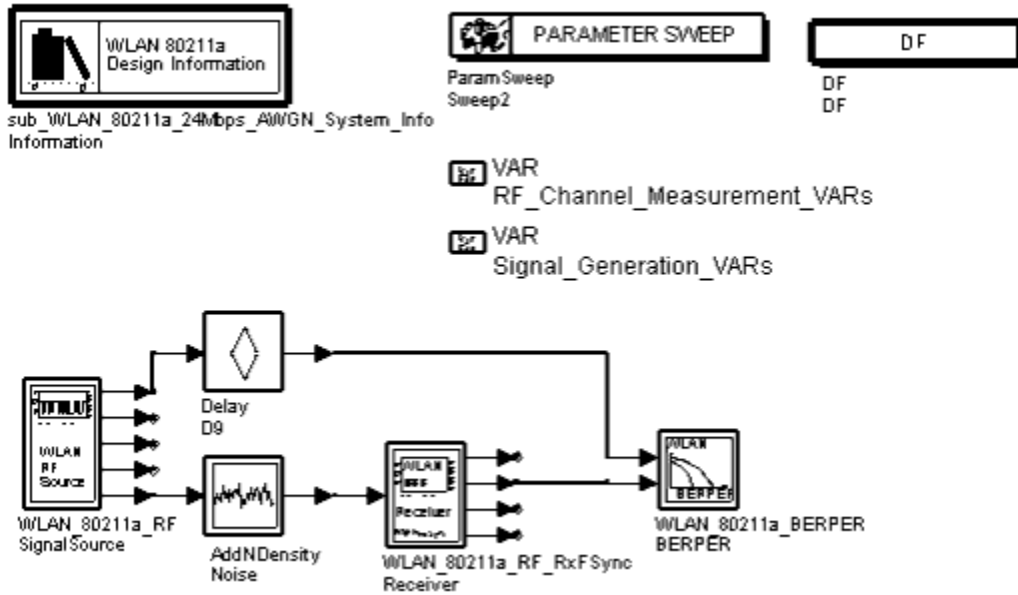 WLAN 80211a
Design Information
sub_WLAN_80211a_24Mbps_AWGN_System_Info
Information
PARAMETER SWEEP
ParamSweep
Sweep2
DF
DF
DF
VAR
RF_Channel_Measurement_VARs
VAR
Signal_Generation_VARs
Delay
D9
WLAN
RF
Source
WLAN_80211a_RF
SignalSource
AddNDensity
Noise
WLAN
Receiver
WLAN_80211a_RF_RxFSync
Receiver
WLAN
BERPER
WLAN_80211a_BERPER
BERPER